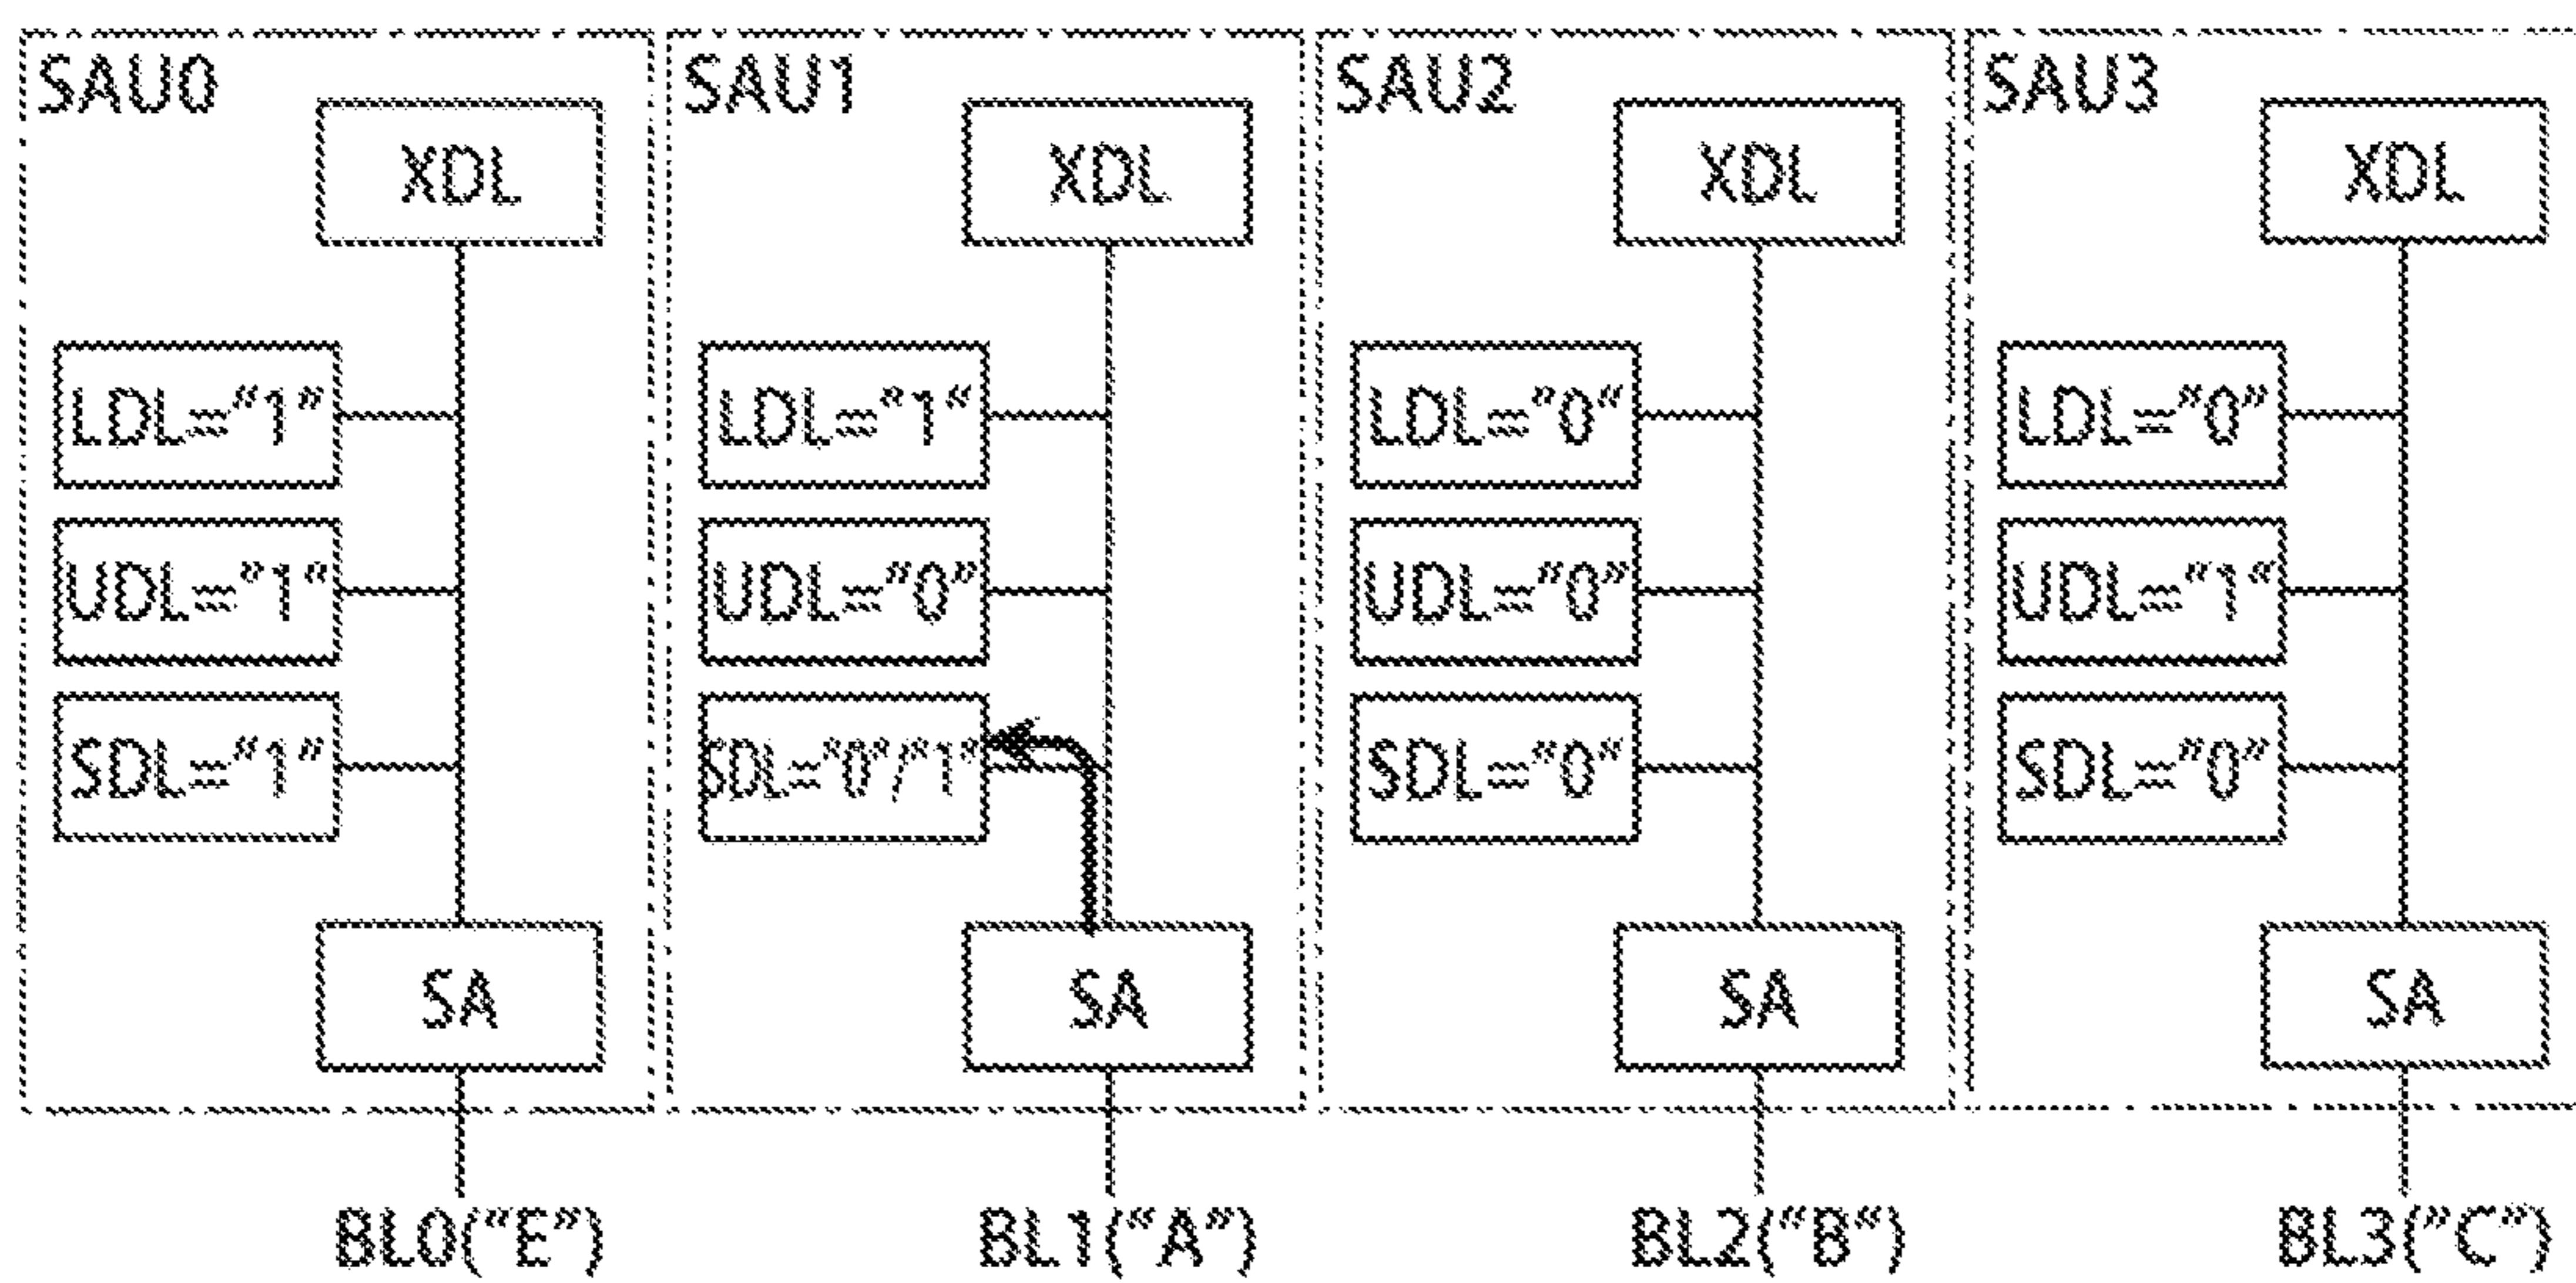 SAU0 SAU1 SAU2 SAU3
XDL XDL XDL XDL
LDL="1" LDL="1" LDL="0" LDL="0"
UDL="1" UDL="0" UDL="0" UDL="1"
SDL="1" SDL="0"/"1" SDL="0" SDL="0"
SA SA SA SA
BL0("E") BL1("A") BL2("B") BL3("C")